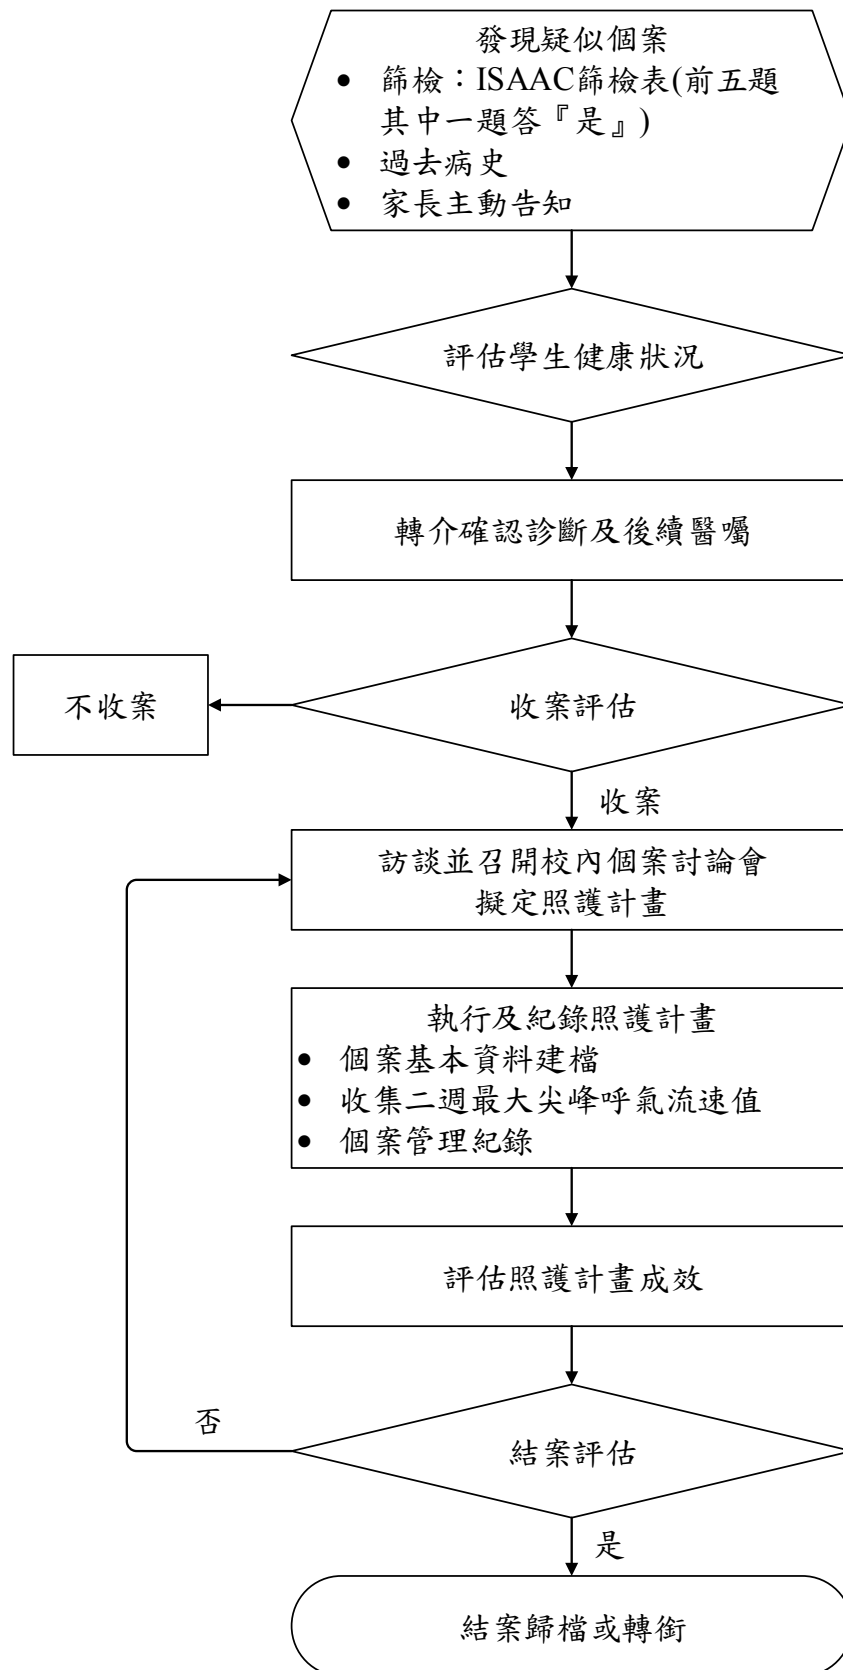 發現疑似個案
● 篩檢：ISAAC篩檢表(前五題
其中一題答『是』)
● 過去病史
● 家長主動告知
評估學生健康狀況
轉介確認診斷及後續醫囑
不收案
收案評估
收案
訪談並召開校內個案討論會
擬定照護計畫
執行及紀錄照護計畫
● 個案基本資料建檔
● 收集二週最大尖峰呼氣流速值
● 個案管理紀錄
評估照護計畫成效
否
結案評估
是
結案歸檔或轉銜